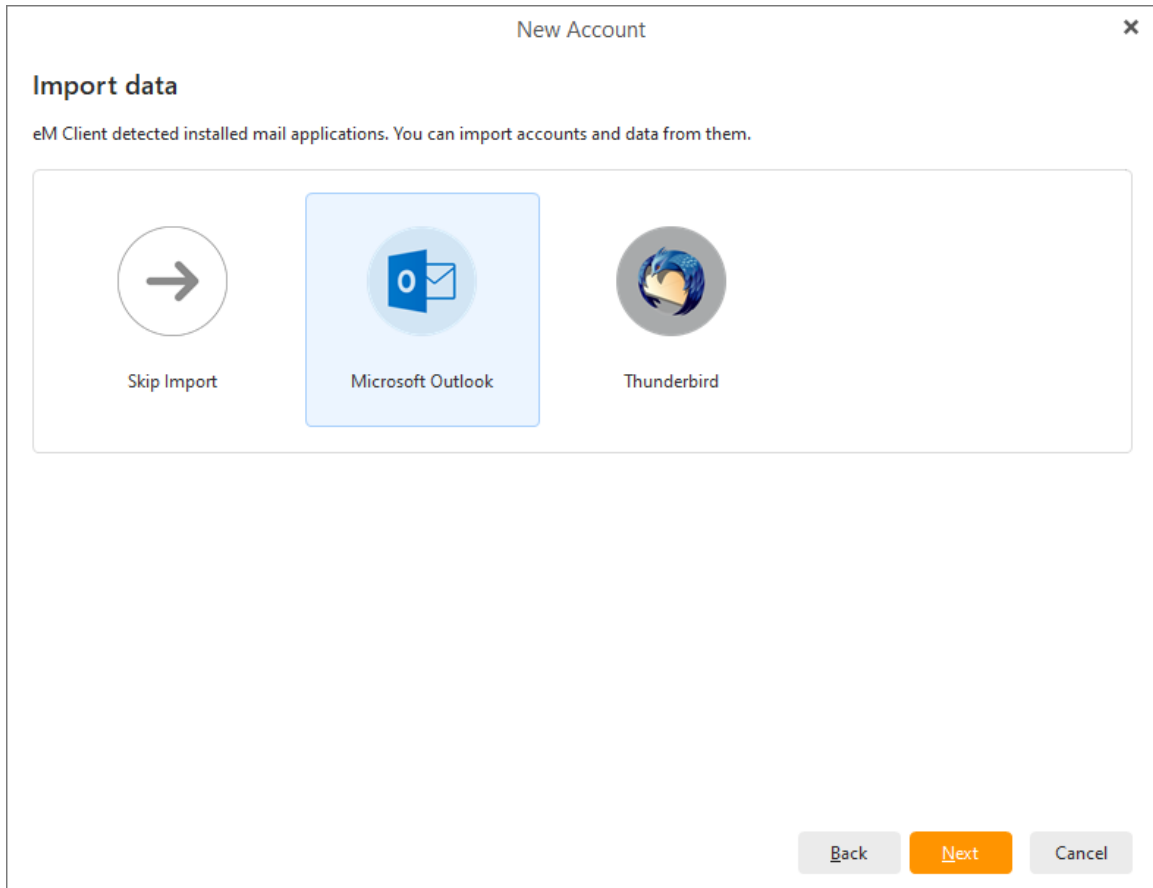 New Account
Import data
eM Client detected installed mail applications. You can import accounts and data from them.
Skip Import
Microsoft Outlook
Thunderbird
Back
Next
Cancel